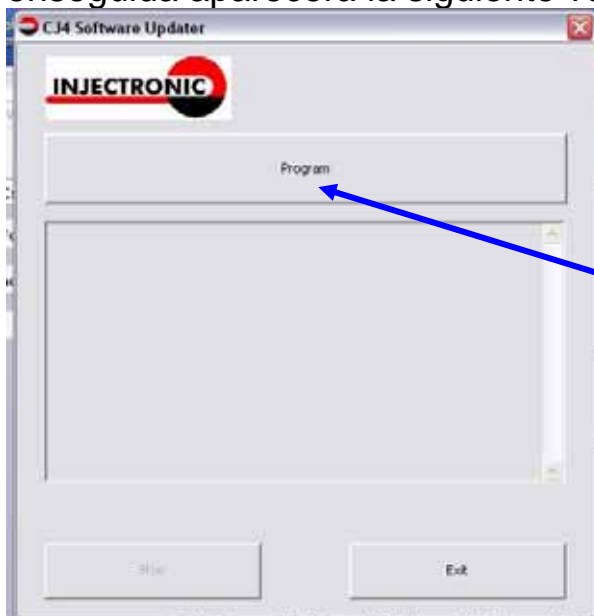 enseguida aparecerá la siguiente
CJ4 Software Updater
INJECTRONIC
Program
Exit